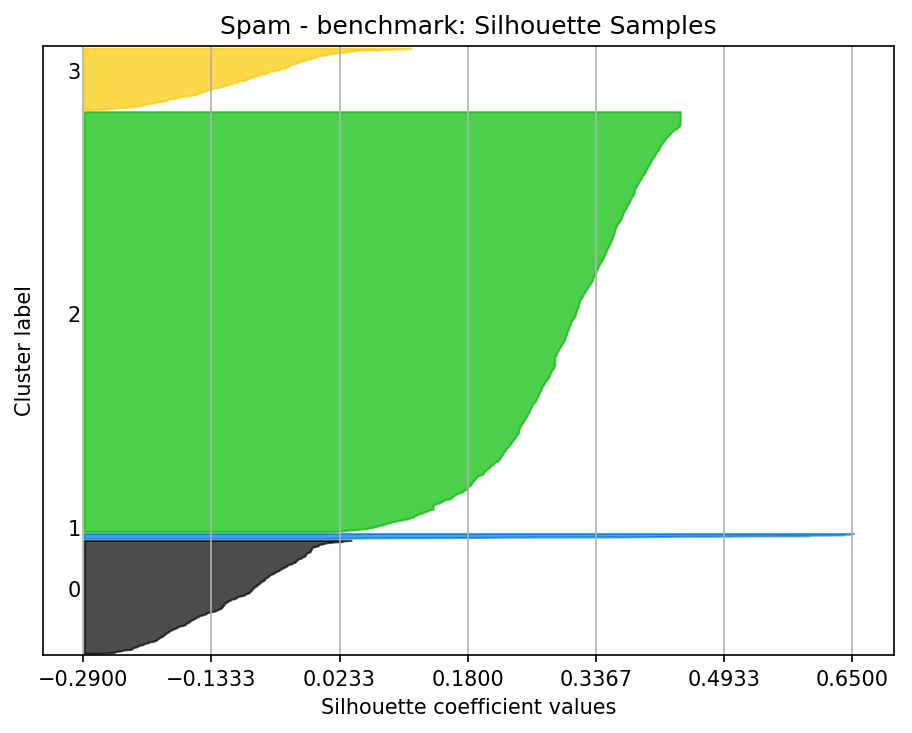 Spam - benchmark: Silhouette Samples
3
2
1
0
Cluster label
−0.2900 −0.1333 0.0233 0.1800 0.3367 0.4933 0.6500
Silhouette coefficient values